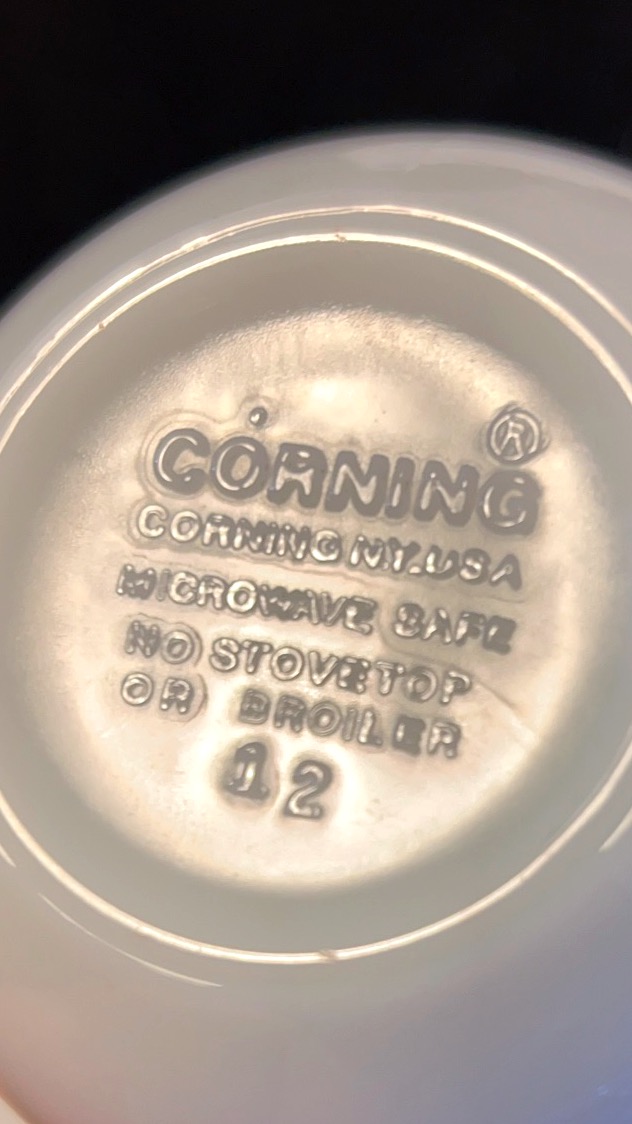 CORNING®
CORNING N.Y. USA
MICROWAVE SAFE
NO STOVETOP
OR BROILER
12